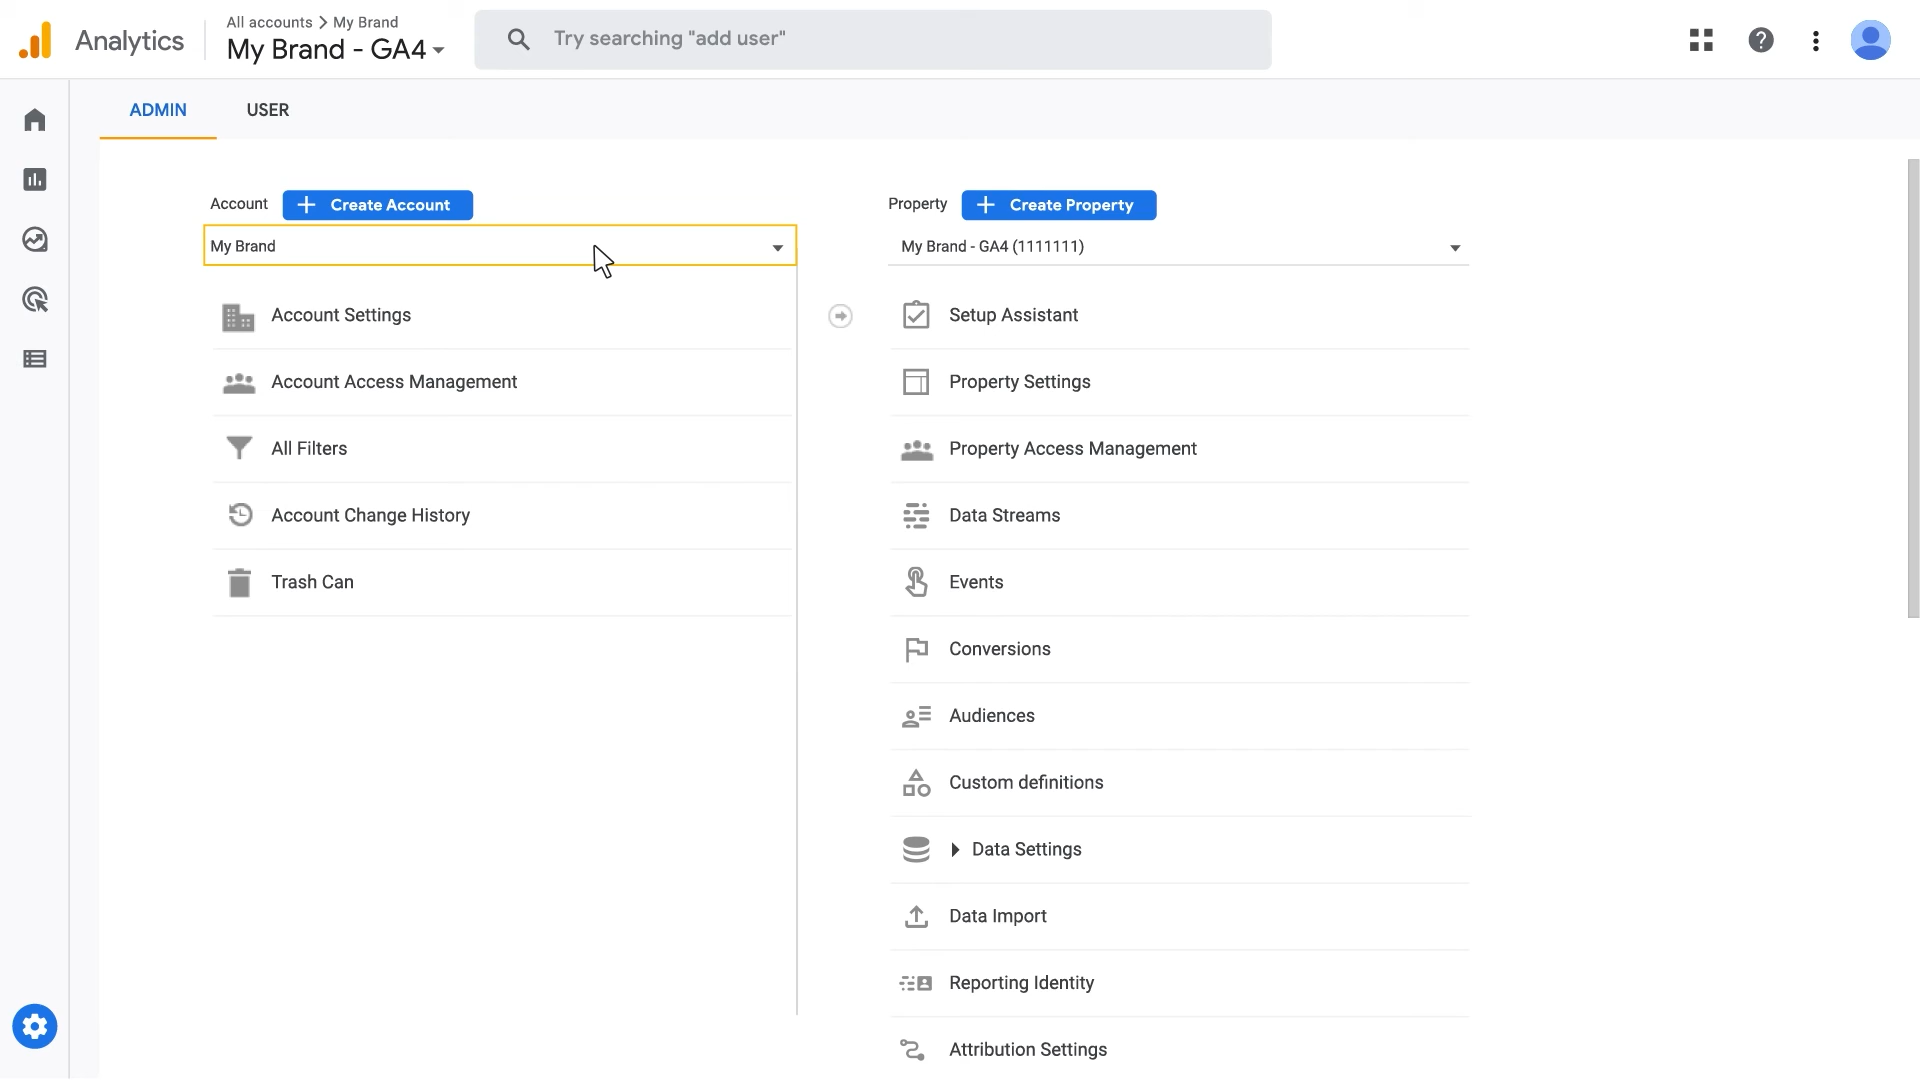 Analytics
All accounts > My Brand
My Brand - GA4
Try searching "add user"
ADMIN
USER
Account
Create Account
My Brand
Account Settings
Account Access Management
All Filters
Account Change History
Trash Can
Property
Create Property
My Brand - GA4 (1111111)
Setup Assistant
Property Settings
Property Access Management
Data Streams
Events
Conversions
Audiences
Custom definitions
Data Settings
Data Import
Reporting Identity
Attribution Settings